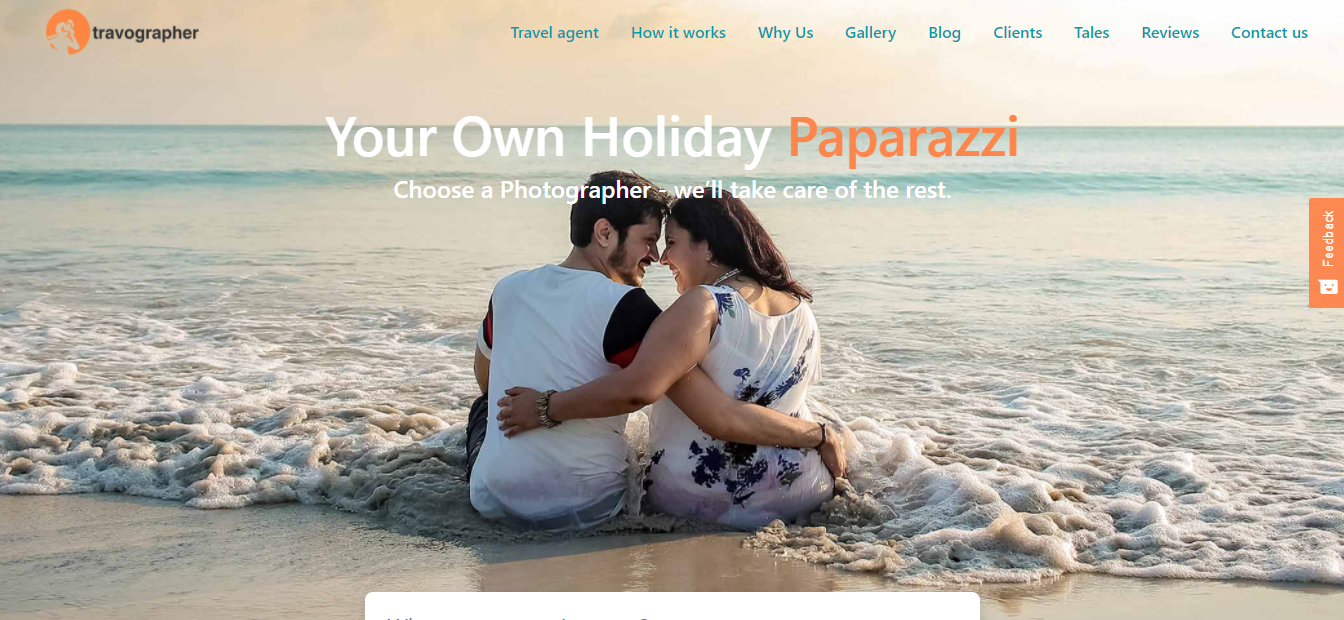 travographer
Travel agent How it works Why Us Gallery Blog Clients Tales Reviews Contact us
Your Own Holiday Paparazzi
Choose a Photographer - we'll take care of the rest.
Feedback